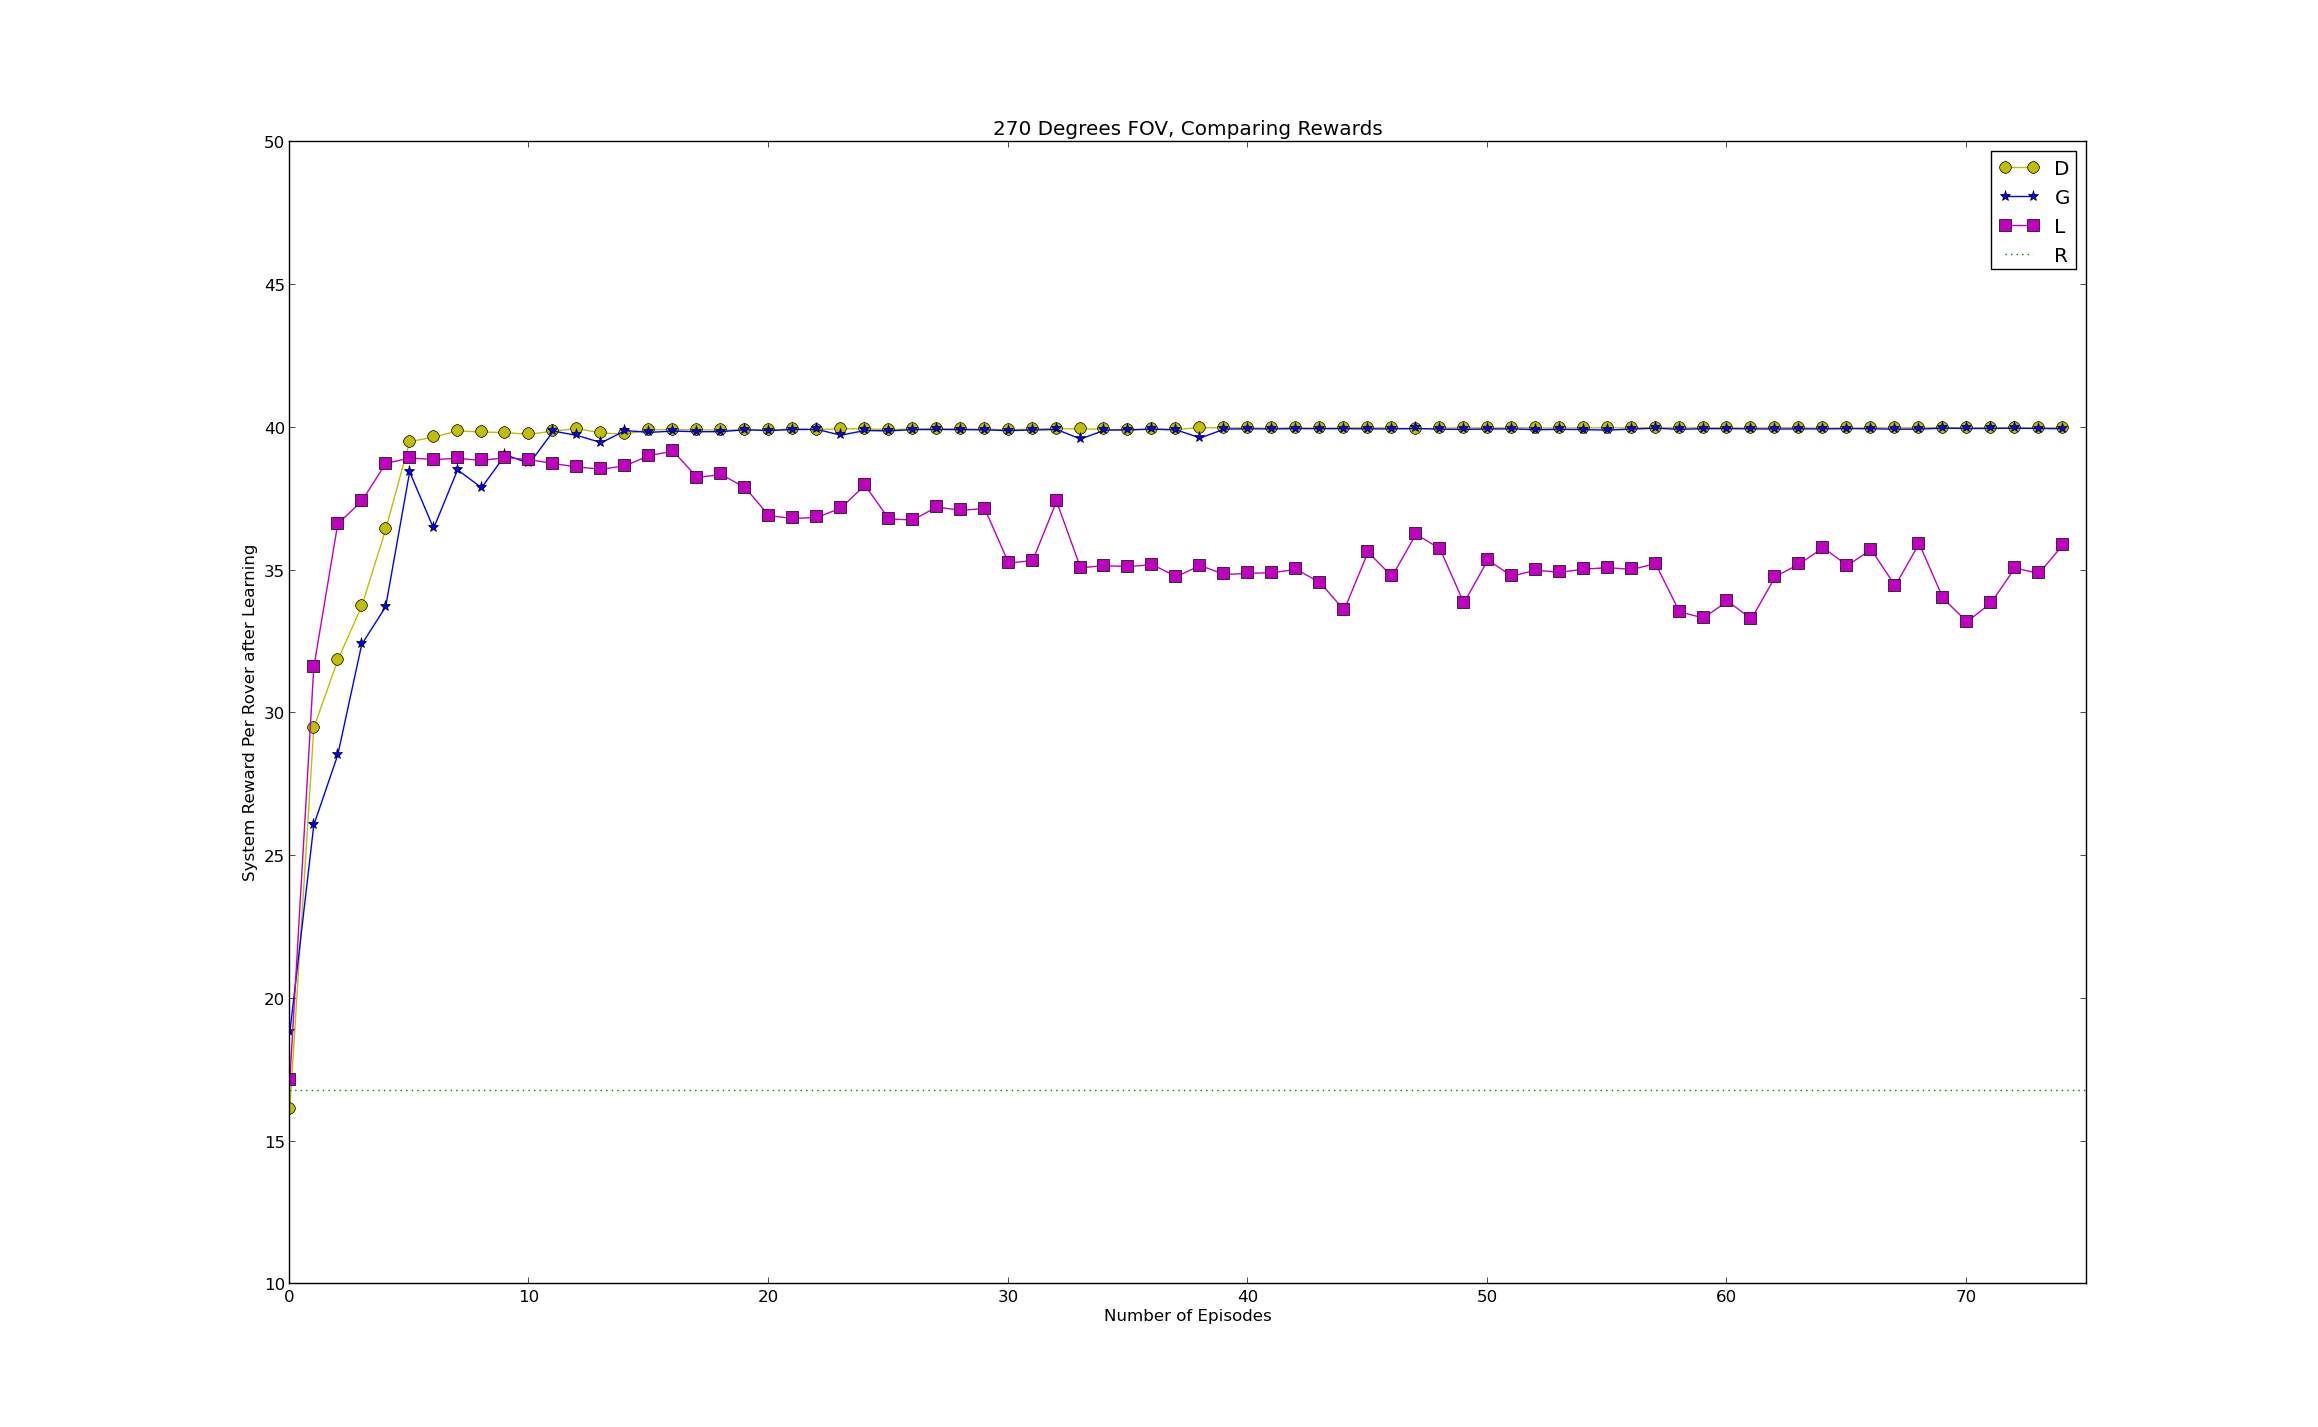 270 Degrees FOV, Comparing Rewards
50
45
40
35
30
25
20
15
10
System Reward Per Rover after Learning
D
G
L
R
0 10 20 30 40 50 60 70
Number of Episodes